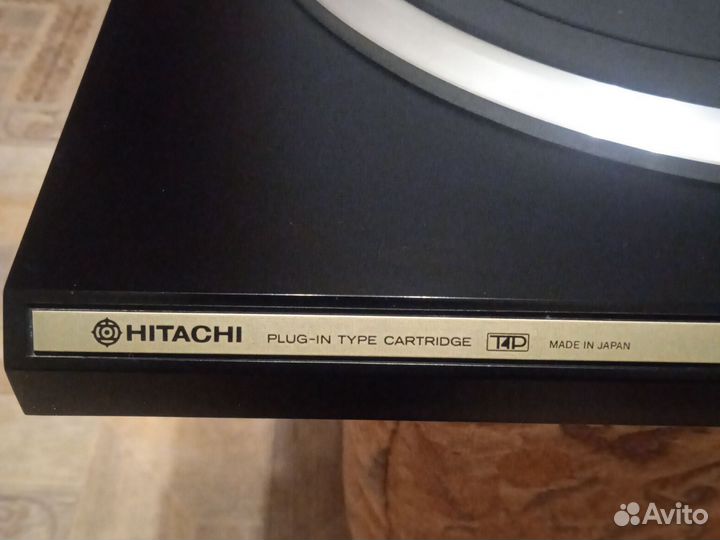 HITACHI PLUG-IN TYPE CARTRIDGE T4P MADE IN JAPAN
Avito